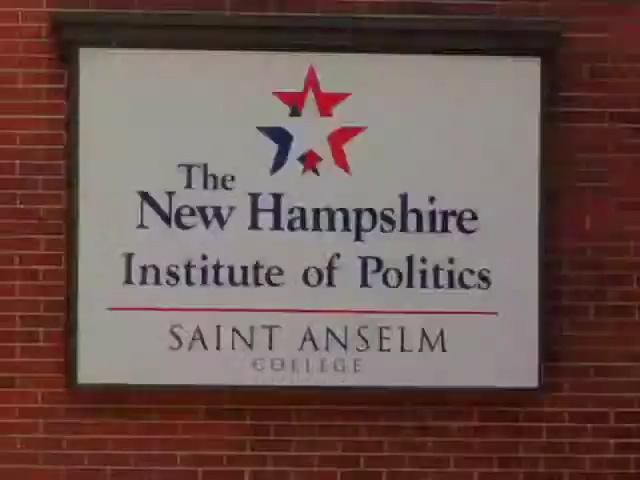 The
New Hampshire
Institute of Politics
SAINT ANSELM
COLLEGE